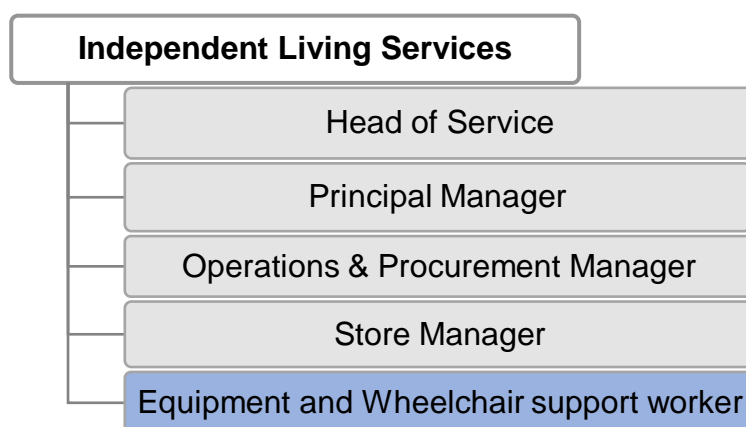 Independent Living Services
Head of Service
Principal Manager
Operations & Procurement Manager
Store Manager
Equipment and Wheelchair support worker